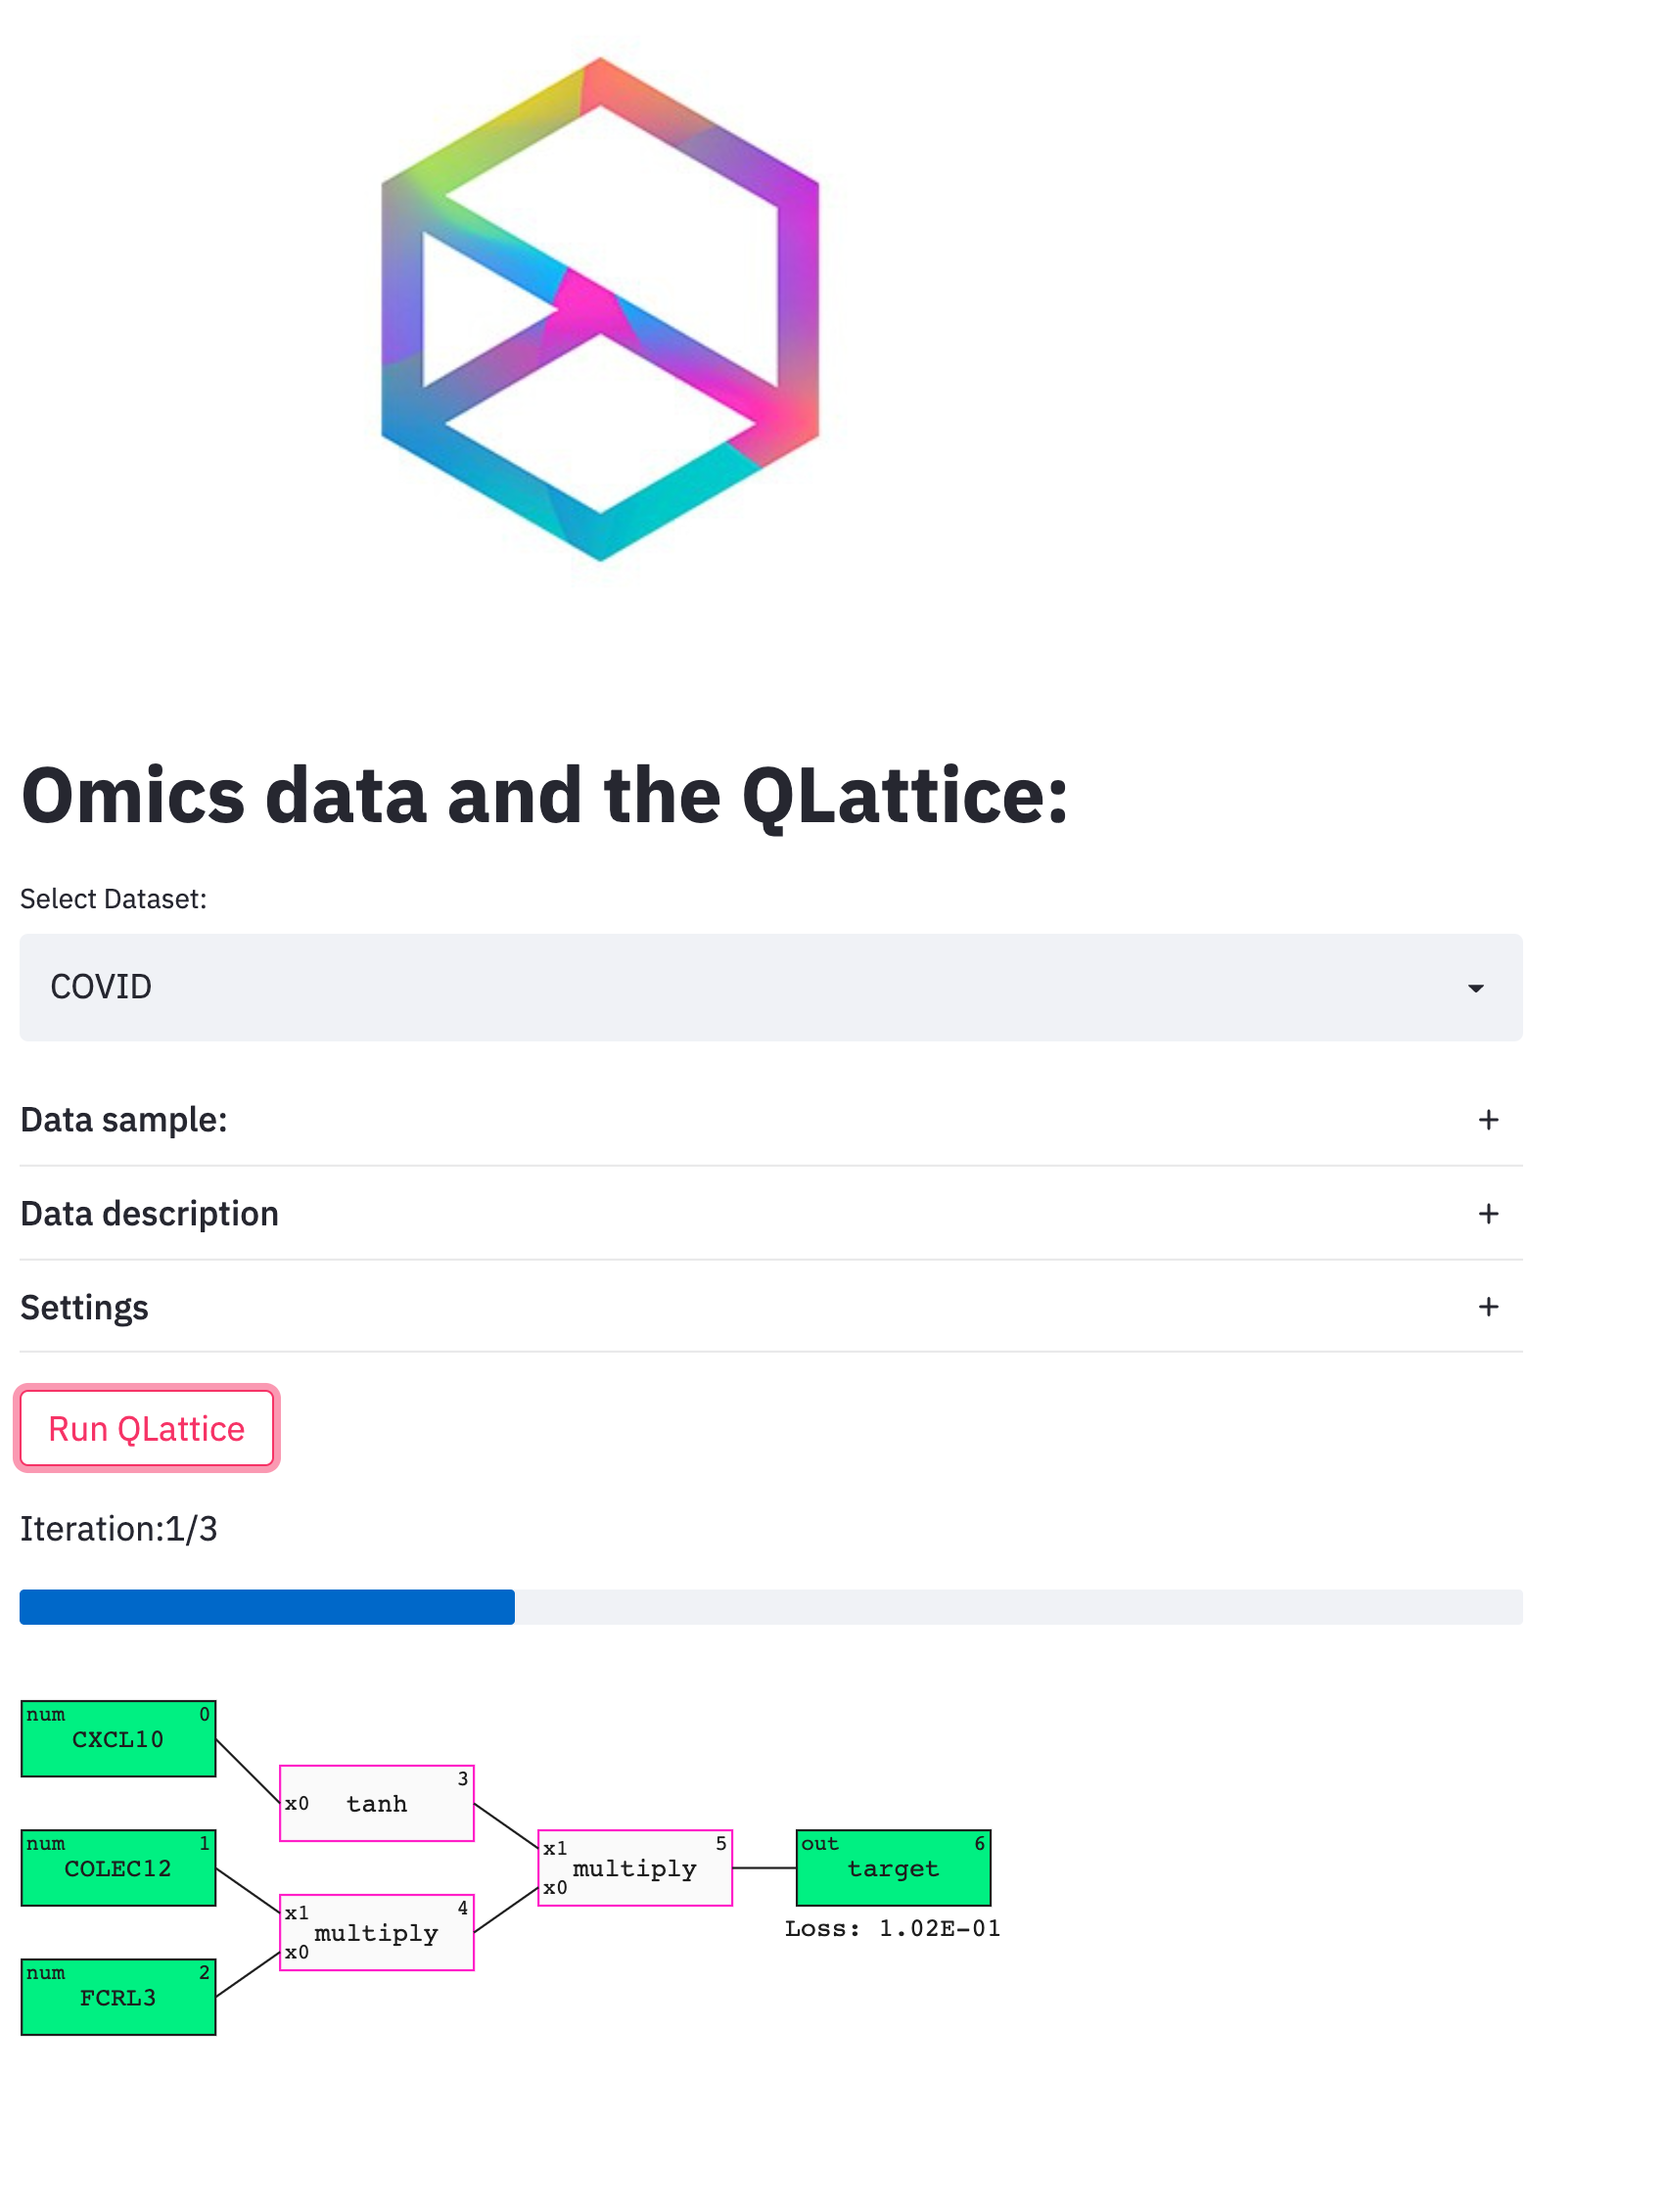 Omics data and the QLattice:
Select Dataset:
COVID
Data sample:
Data description
Settings
Run QLattice
Iteration:1/3
num 0
CXCL10
3
x0 tanh
num 1
COLEC12
x1 4
multiply
x0
num 2
FCRL3
5
x1
multiply
x0
out 6
target
Loss: 1.02E-01